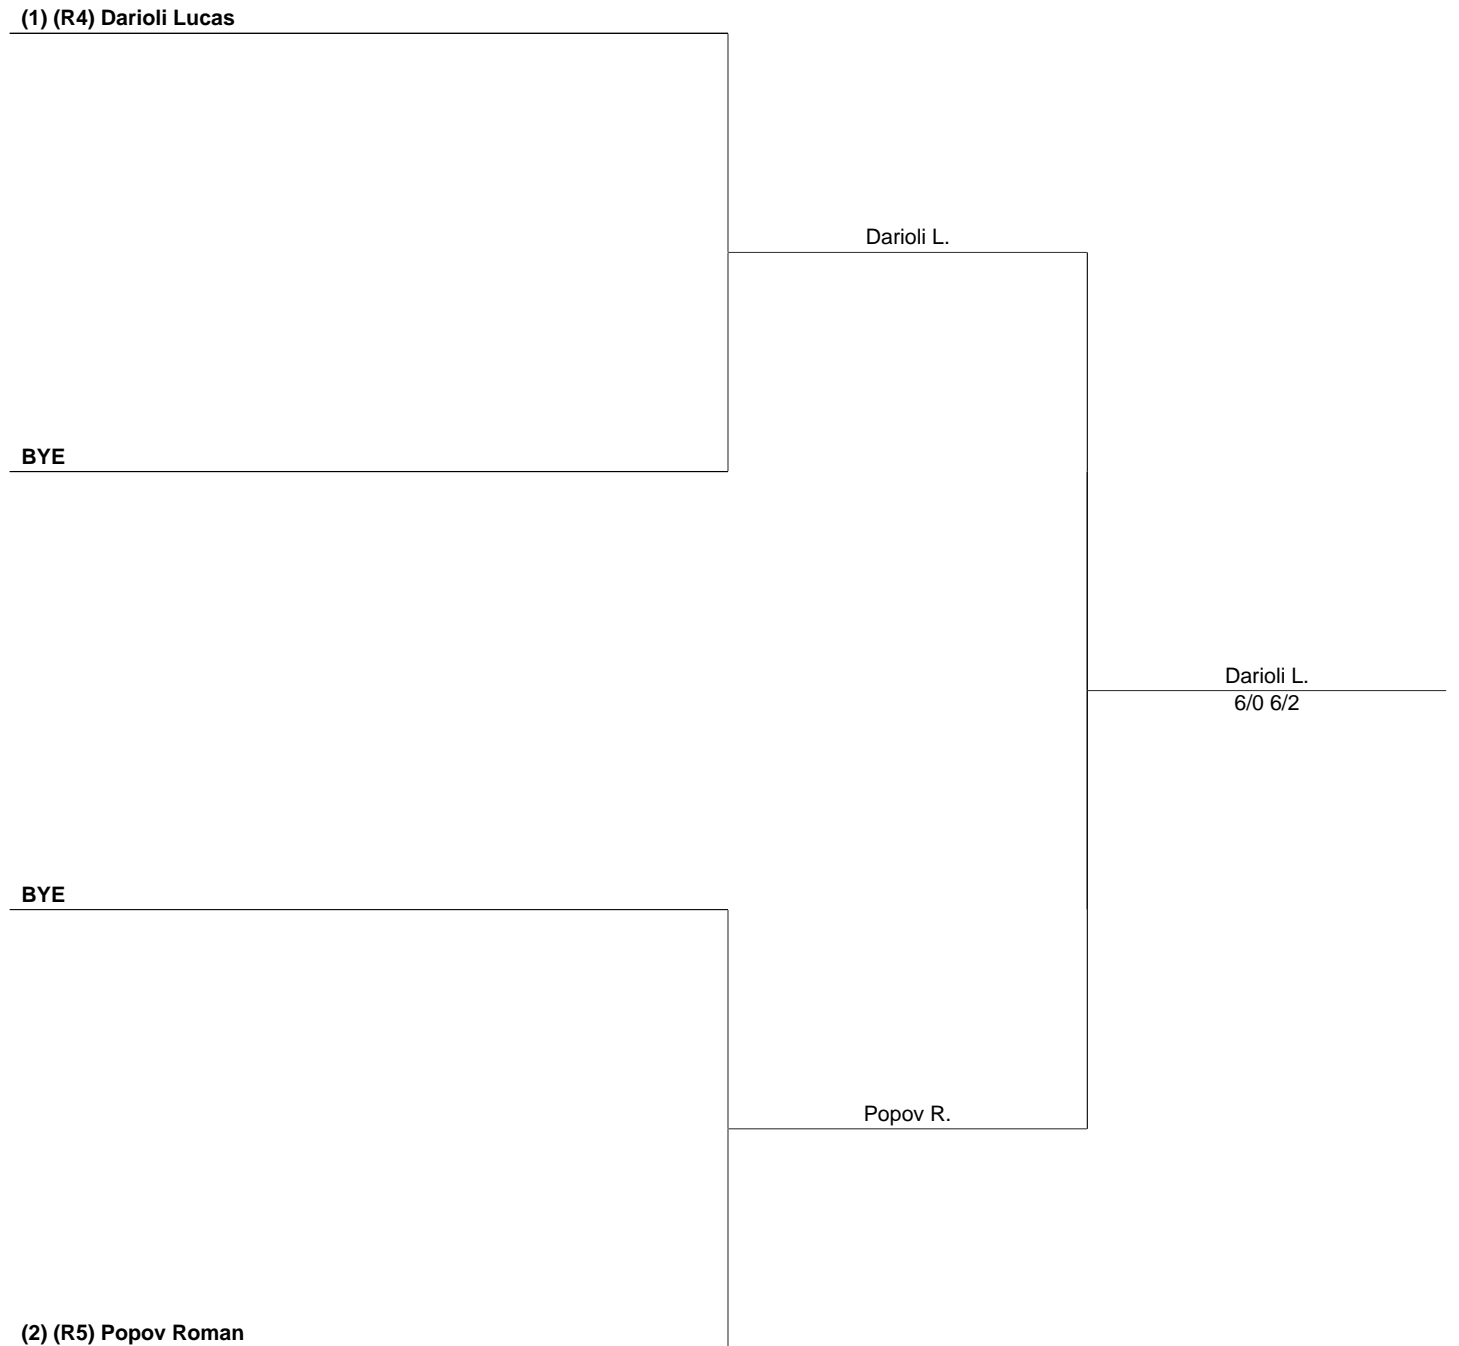 (1) (R4) Darioli Lucas
Darioli L.
BYE
Darioli L.
6/0 6/2
BYE
Popov R.
(2) (R5) Popov Roman